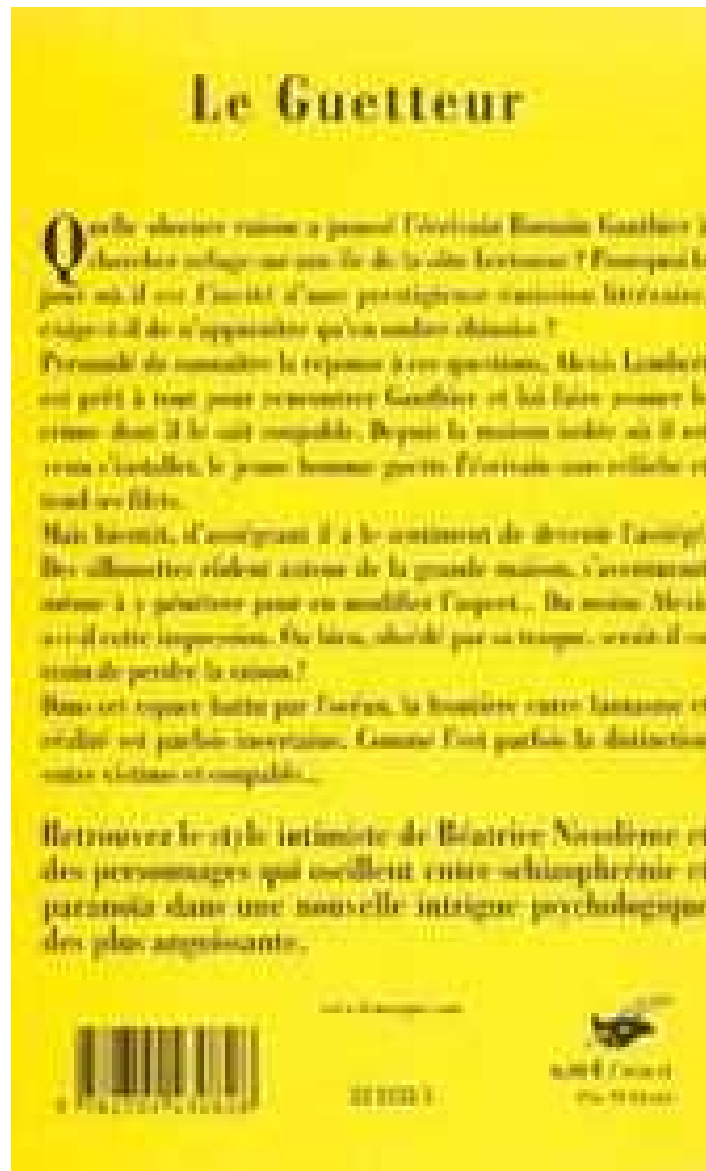 Le Guetteur
Quelle obscure raison a poussé l'écrivain Romain Gauthier à
chercher refuge sur une île de la côte bretonne ? Pourquoi le
jour où il est l'invité d'une prestigieuse émission littéraire,
exige-t-il de n'apparaître qu'en ombre chinoise ?
Persuadé de connaître la réponse à ces questions, Alexis Lambert
est prêt à tout pour rencontrer Gauthier et lui faire avouer le
crime dont il le sait coupable. Depuis la maison isolée où il est
venu s'installer, le jeune homme guette l'écrivain sans relâche et
tend ses filets.
Mais bientôt, d'assiégeant il a le sentiment de devenir l'assiégé.
Des silhouettes rôdent autour de la grande maison, s'aventurent
même à y pénétrer pour en modifier l'aspect... Du moins Alexis
a-t-il cette impression. Ou bien, obsédé par sa traque, serait-il en
train de perdre la raison ?
Dans cet espace battu par l'océan, la frontière entre fantasme et
réalité est parfois incertaine. Comme l'est parfois la distinction
entre victime et coupable...
Retrouvez le style intimiste de Béatrice Nicodème et
des personnages qui oscillent entre schizophrénie et
paranoïa dans une nouvelle intrigue psychologique
des plus angoissante.